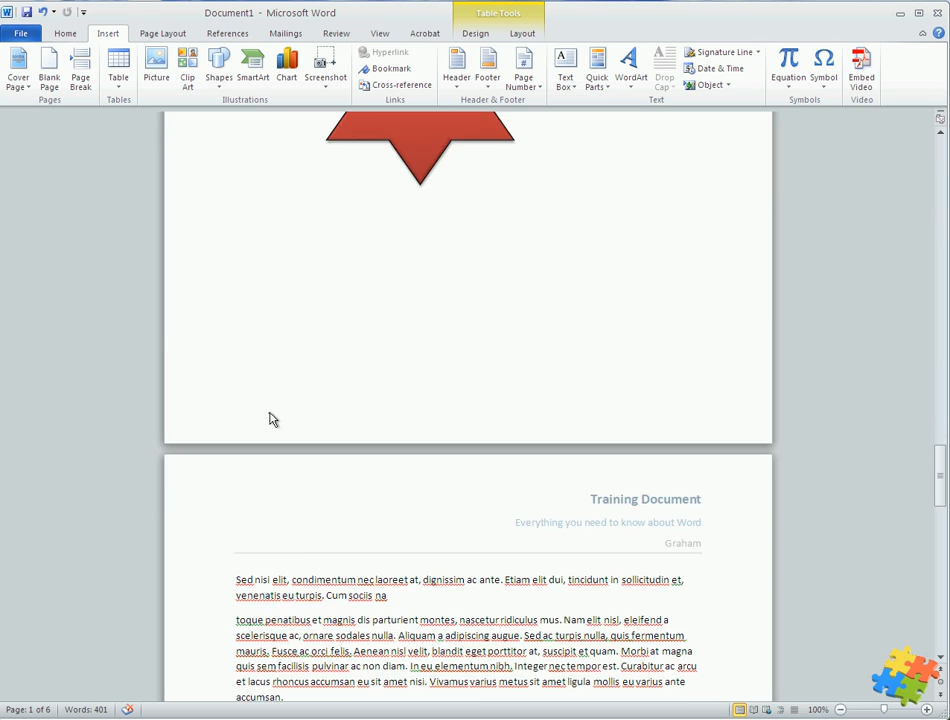 Document1 - Microsoft Word
Table Tools
File Home Insert Page Layout References Mailings Review View Acrobat Design Layout
Cover Page Blank Page Page Break
Pages
Table
Tables
Picture Clip Art Shapes SmartArt Chart Screenshot
Illustrations
Hyperlink
Bookmark
Cross-reference
Links
Header Footer Page Number
Header & Footer
Text Box Quick Parts WordArt Drop Cap
Signature Line
Date & Time
Object
Text
Equation Symbol
Symbols
Embed Video
Video
Training Document
Everything you need to know about Word
Graham
Sed nisi elit, condimentum nec laoreet at, dignissim ac ante. Etiam elit dui, tincidunt in sollicitudin et,
venenatis eu turpis. Cum sociis na
toque penatibus et magnis dis parturient montes, nascetur ridiculus mus. Nam elit nisl, eleifend a
scelerisque ac, ornare sodales nulla. Aliquam a adipiscing augue. Sed ac turpis nulla, quis fermentum
mauris. Fusce ac orci felis. Aenean nisl velit, blandit eget porttitor at, suscipit et quam. Morbi at magna
quis sem facilisis pulvinar ac non diam. In eu elementum nibh. Integer nec tempor est. Curabitur ac arcu
et lacus rhoncus accumsan eu sit amet nisi. Vivamus varius metus sit amet ligula mollis eu varius ante
accumsan.
Page: 1 of 6 Words: 401 100%